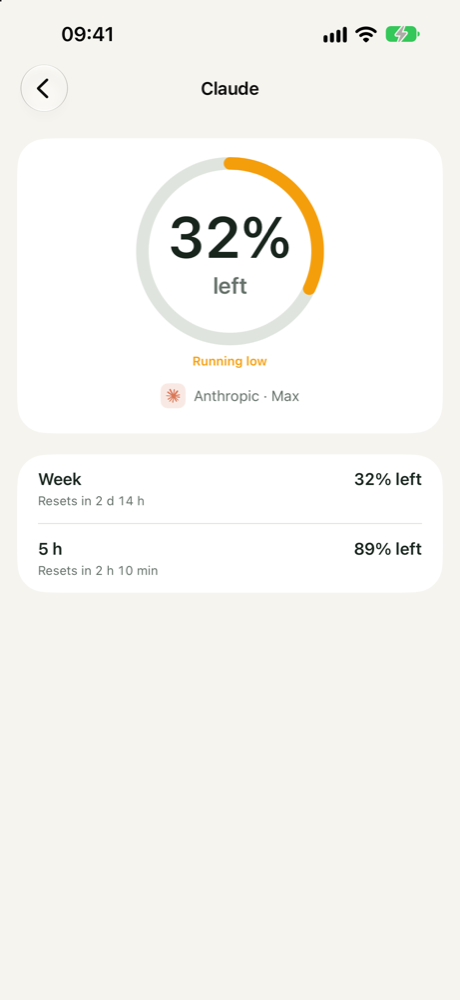 09:41
Claude
32%
left
Running low
Anthropic · Max
Week
32% left
Resets in 2 d 14 h
5 h
89% left
Resets in 2 h 10 min